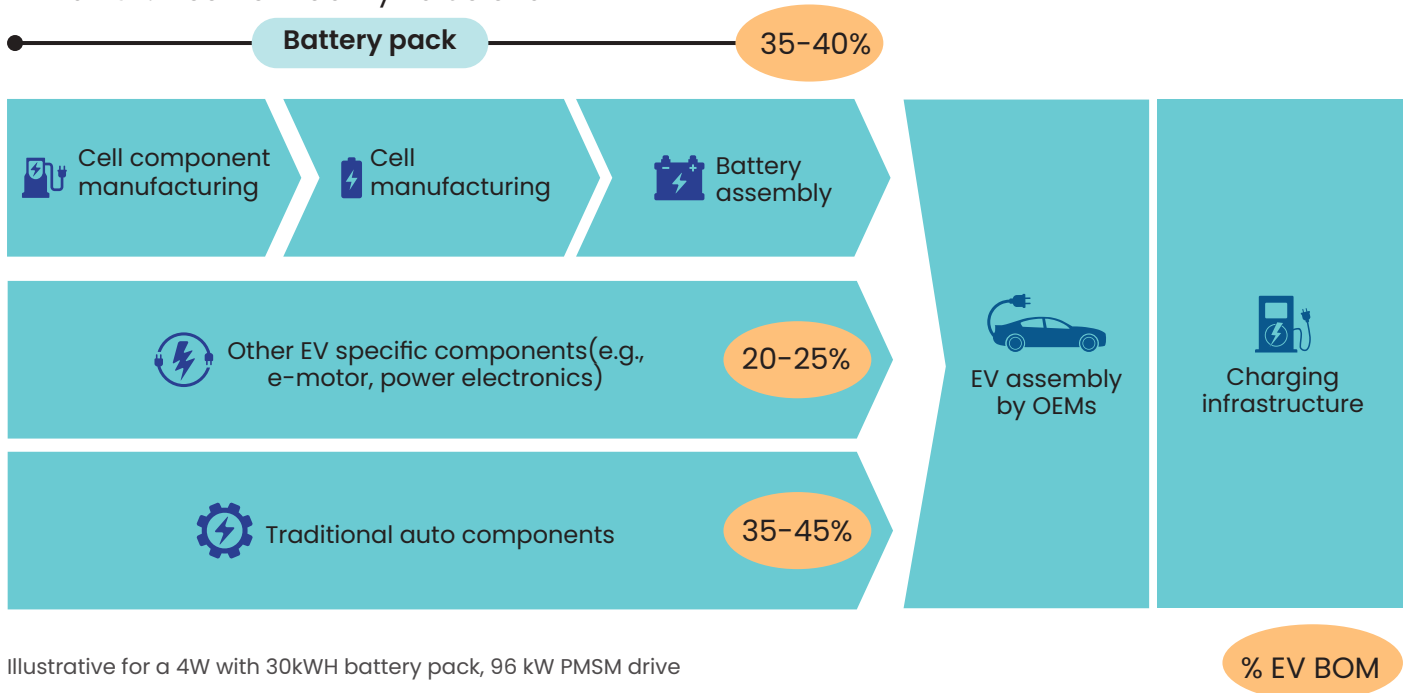 Battery pack
35-40%
Cell component
manufacturing
Cell
manufacturing
Battery
assembly
Other EV specific components(e.g.,
e-motor, power electronics)
20-25%
Traditional auto components
35-45%
EV assembly
by OEMs
Charging
infrastructure
Illustrative for a 4W with 30kWH battery pack, 96 kW PMSM drive
% EV BOM